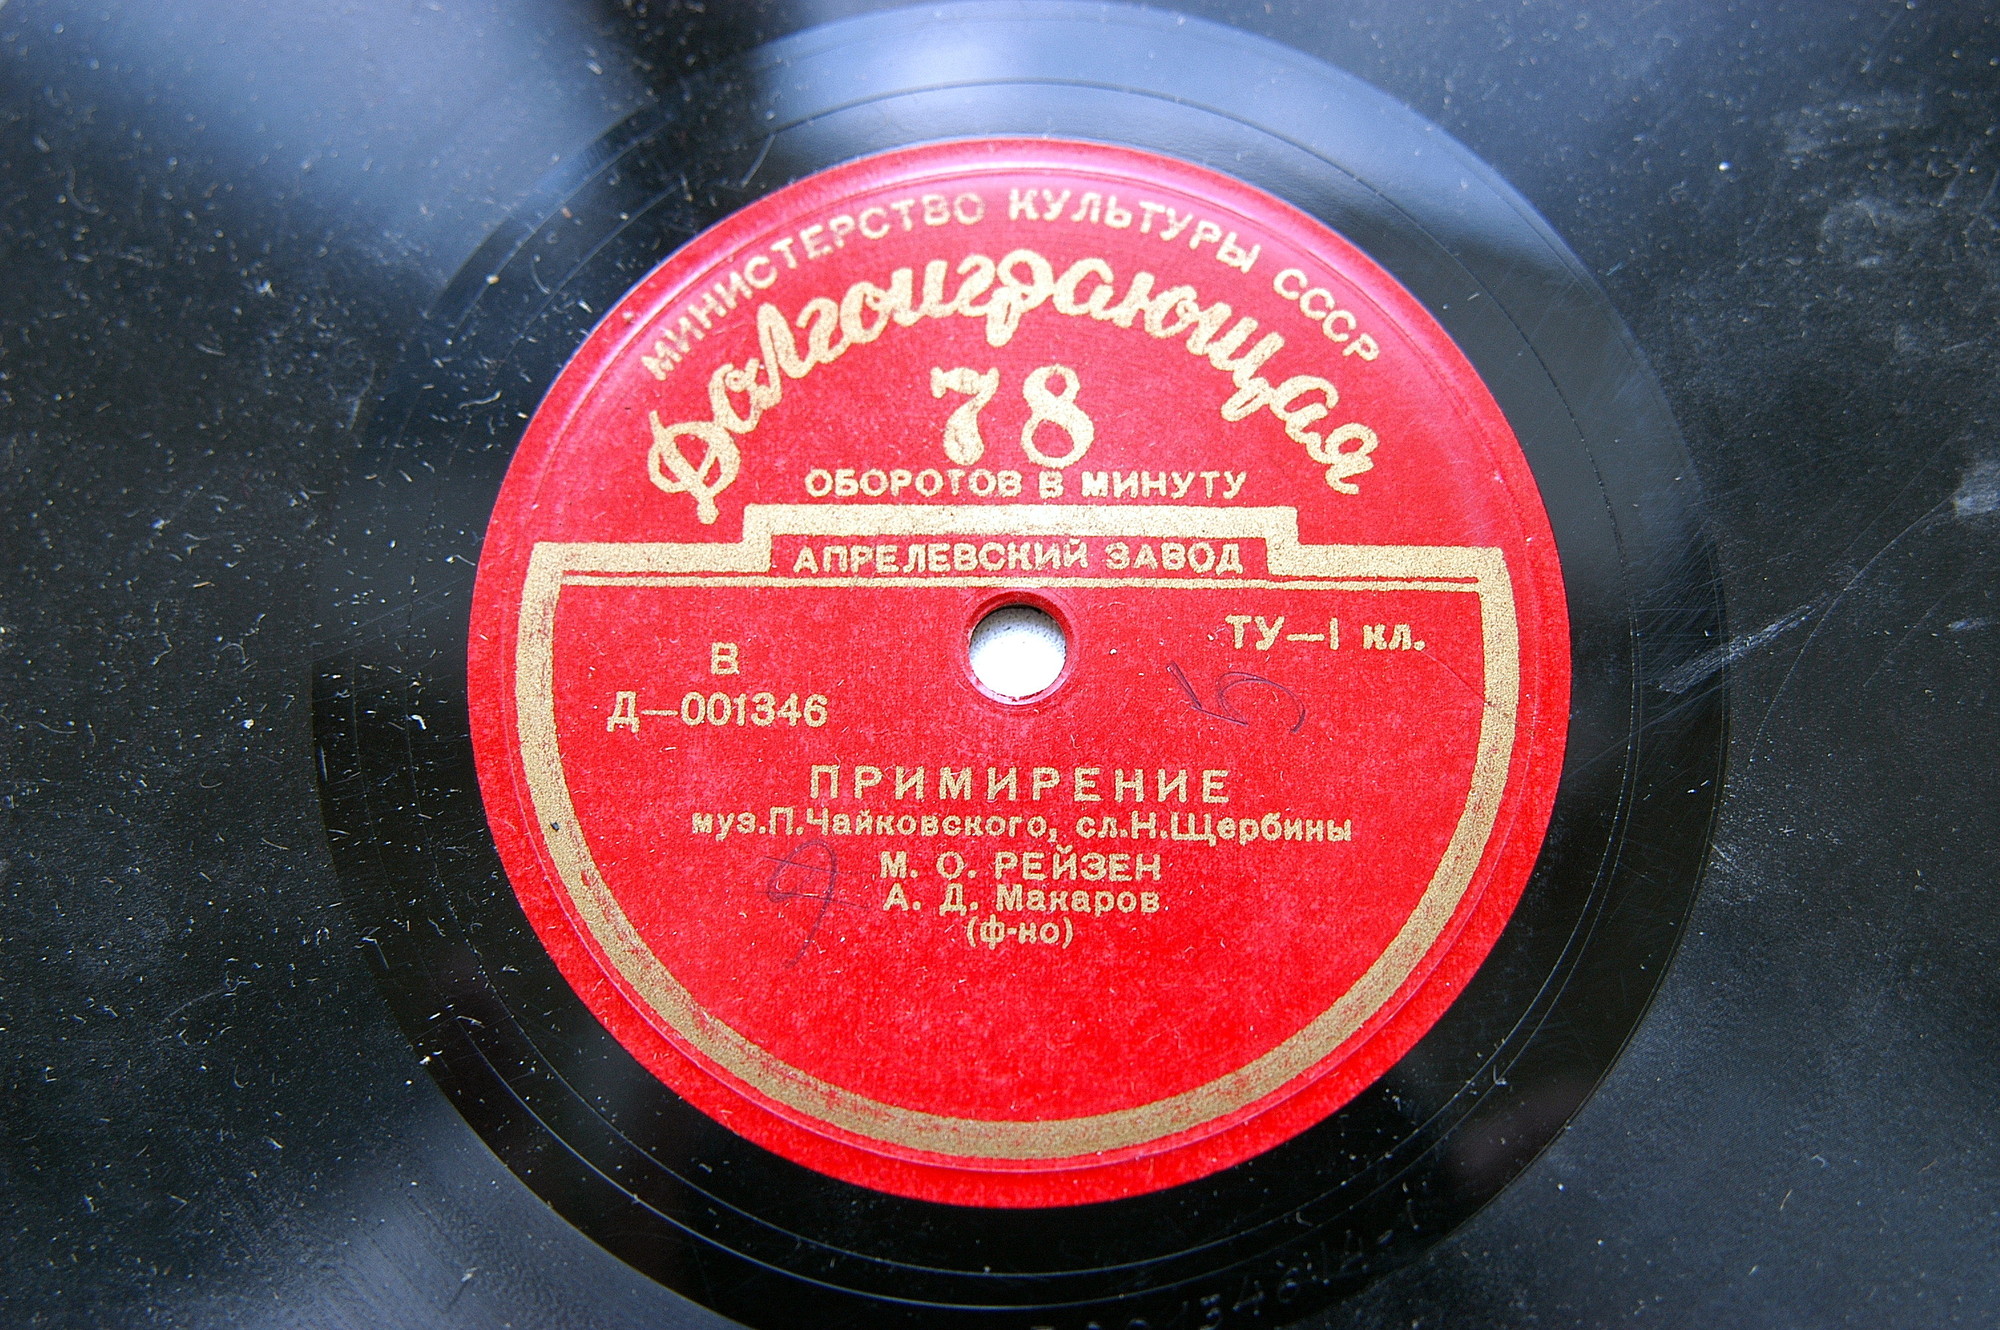 МИНИСТЕРСТВО КУЛЬТУРЫ СССР
Долгоиграющая
78
ОБОРОТОВ В МИНУТУ
АПРЕЛЕВСКИЙ ЗАВОД
ТУ—I кл.
В
Д—001346
ПРИМИРЕНИЕ
муз.П.Чайковского, сл.Н.Щербины
М. О. РЕЙЗЕН
А. Д. Макаров
(ф-но)